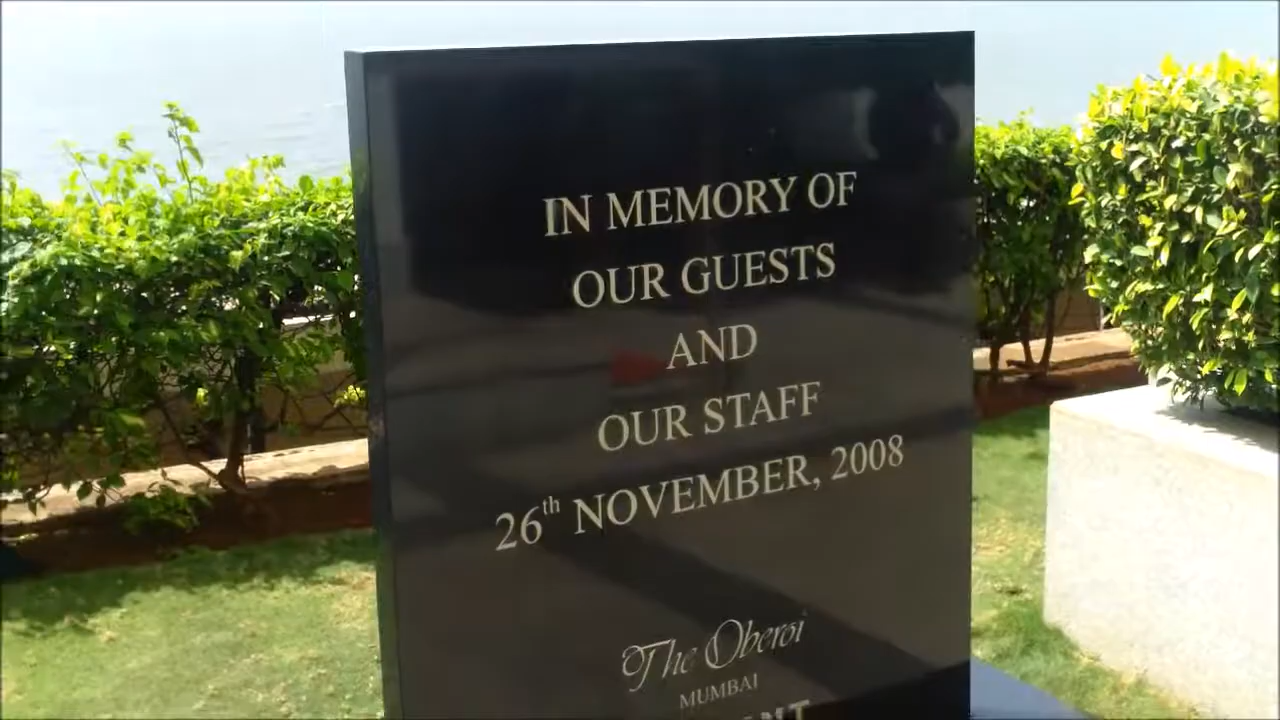 IN MEMORY OF
OUR GUESTS
AND
OUR STAFF
26th NOVEMBER, 2008
The Oberoi
MUMBAI